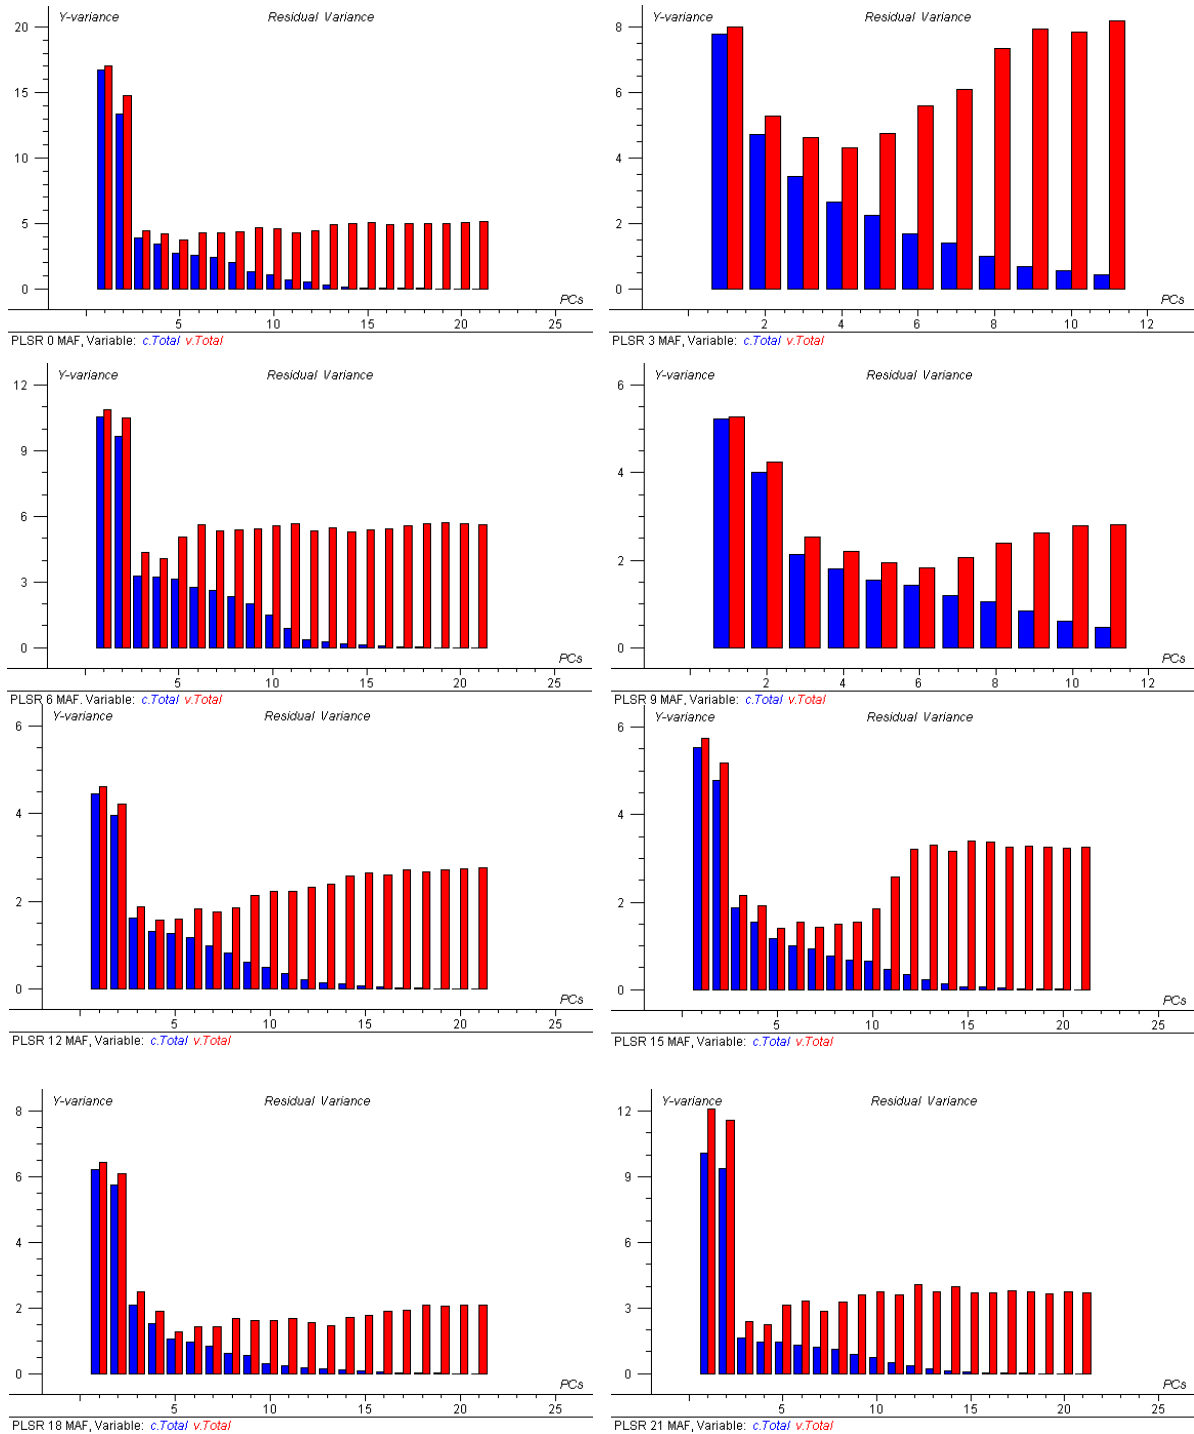 Y-variance Residual Variance
20
15
10
5
0
PCs
5 10 15 20 25
PLSR 0 MAF, Variable: c.Total v.Total
Y-variance Residual Variance
8
6
4
2
0
PCs
2 4 6 8 10 12
PLSR 3 MAF, Variable: c.Total v.Total
Y-variance Residual Variance
12
9
6
3
0
PCs
5 10 15 20 25
PLSR 6 MAF. Variable: c.Total v.Total
Y-variance Residual Variance
6
4
2
0
PCs
2 4 6 8 10 12
PLSR 9 MAF, Variable: c.Total v.Total
Y-variance Residual Variance
6
4
2
0
PCs
5 10 15 20 25
PLSR 12 MAF, Variable: c.Total v.Total
Y-variance Residual Variance
6
4
2
0
PCs
5 10 15 20 25
PLSR 15 MAF, Variable: c.Total v.Total
Y-variance Residual Variance
8
6
4
2
0
PCs
5 10 15 20 25
PLSR 18 MAF, Variable: c.Total v.Total
Y-variance Residual Variance
12
9
6
3
0
PCs
5 10 15 20 25
PLSR 21 MAF, Variable: c.Total v.Total